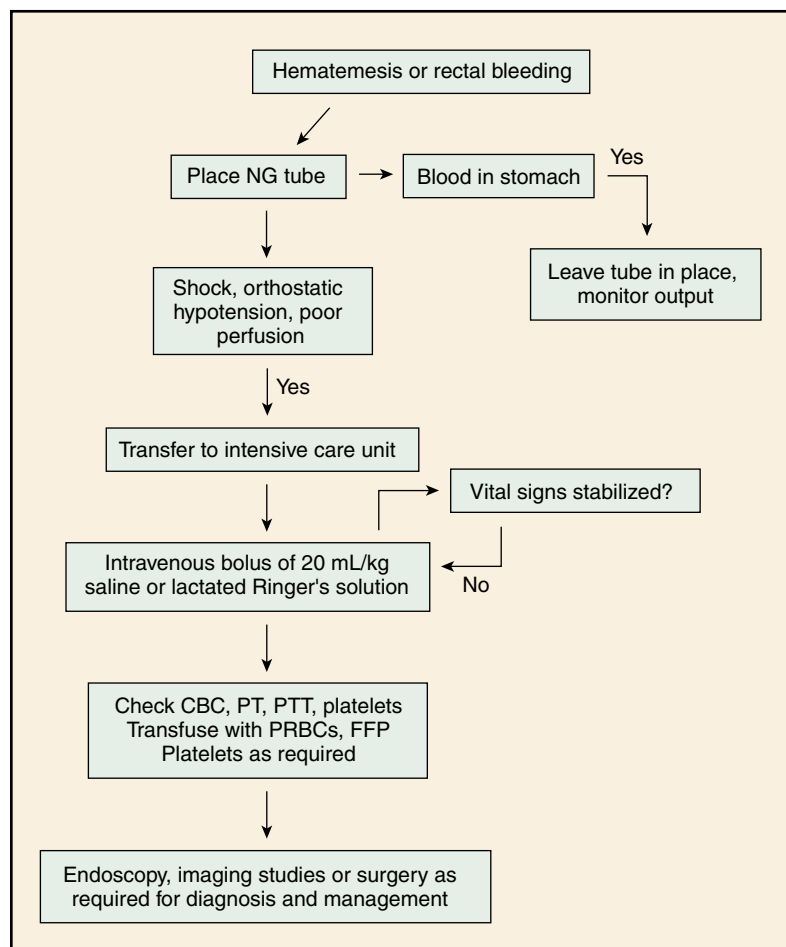 Hematemesis or rectal bleeding
Place NG tube
Blood in stomach
Yes
Leave tube in place,
monitor output
Shock, orthostatic
hypotension, poor
perfusion
Yes
Transfer to intensive care unit
Vital signs stabilized?
Intravenous bolus of 20 mL/kg
saline or lactated Ringer's solution
No
Check CBC, PT, PTT, platelets
Transfuse with PRBCs, FFP
Platelets as required
Endoscopy, imaging studies or surgery as
required for diagnosis and management